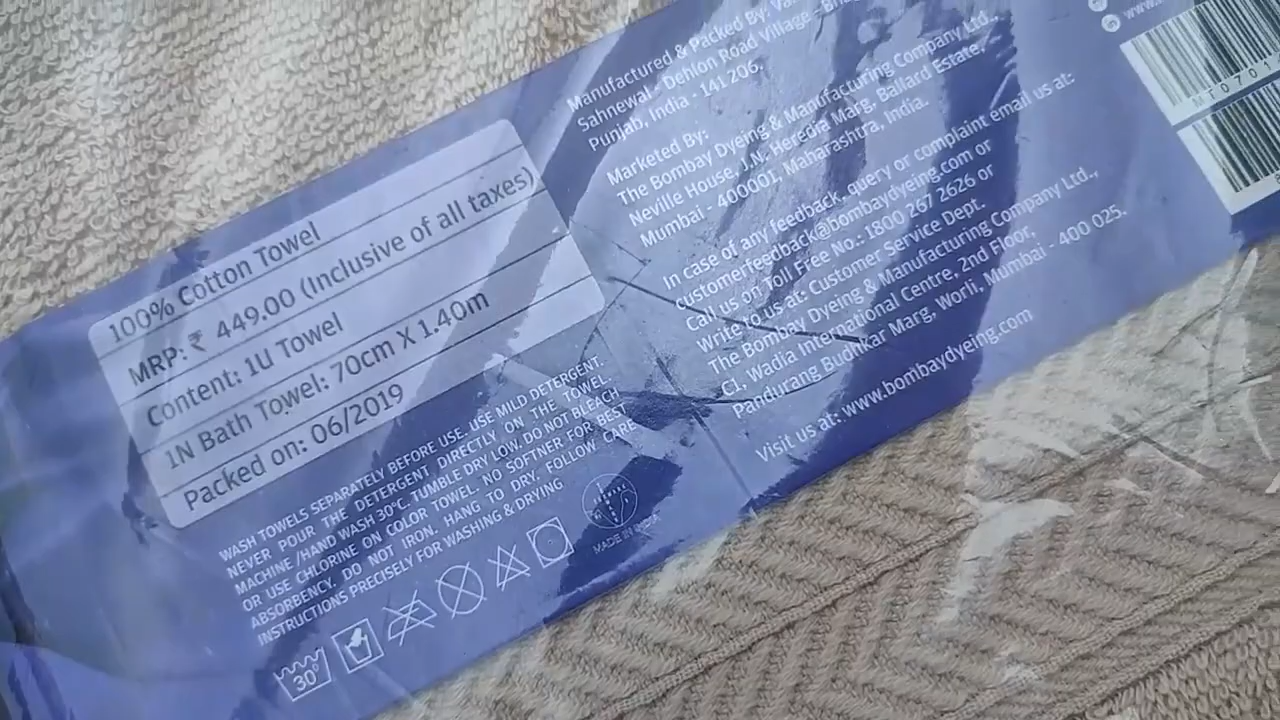 100% Cotton Towel
MRP: ₹ 449.00 (Inclusive of all taxes)
Content: 1U Towel
1N Bath Towel: 70cm X 1.40m
Packed on: 06/2019
WASH TOWELS SEPARATELY BEFORE USE. USE MILD DETERGENT.
NEVER POUR THE DETERGENT DIRECTLY ON THE TOWEL.
MACHINE /HAND WASH 30°C. TUMBLE DRY LOW. DO NOT BLEACH
OR USE CHLORINE ON COLOR TOWEL. NO SOFTNER FOR BEST
ABSORBENCY. DO NOT IRON. HANG TO DRY. FOLLOW CARE
INSTRUCTIONS PRECISELY FOR WASHING & DRYING
30°
MADE IN INDIA
Manufactured & Packed By:
Sahnewal - Dehlon Road Village -
Punjab, India - 141 206.
Marketed By:
The Bombay Dyeing & Manufacturing Company Ltd.,
Neville House, J.N. Heredia Marg, Ballard Estate,
Mumbai - 400001, Maharashtra, India.
In case of any feedback, query or complaint email us at:
customerfeedback@bombaydyeing.com or
Call us on Toll Free No.: 1800 267 2626 or
Write to us at: Customer Service Dept.
The Bombay Dyeing & Manufacturing Company Ltd.,
C1, Wadia International Centre, 2nd Floor,
Pandurang Budhkar Marg, Worli, Mumbai - 400 025.
Visit us at: www.bombaydyeing.com